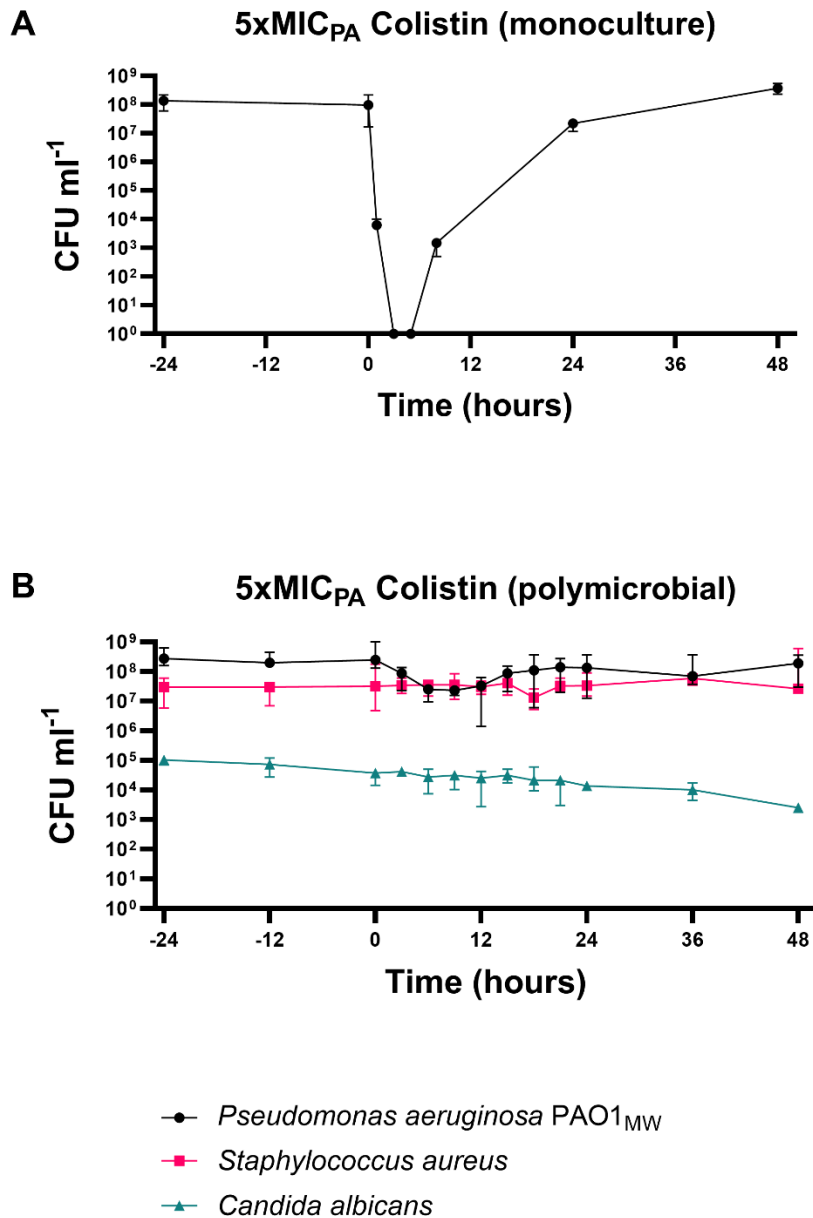 A
5xMICPA Colistin (monoculture)
CFU ml-1
10⁹
10⁸
10⁷
10⁶
10⁵
10⁴
10³
10²
10¹
10⁰
-24 -12 0 12 24 36 48
Time (hours)
B
5xMICPA Colistin (polymicrobial)
CFU ml-1
10⁹
10⁸
10⁷
10⁶
10⁵
10⁴
10³
10²
10¹
10⁰
-24 -12 0 12 24 36 48
Time (hours)
Pseudomonas aeruginosa PAO1MW
Staphylococcus aureus
Candida albicans